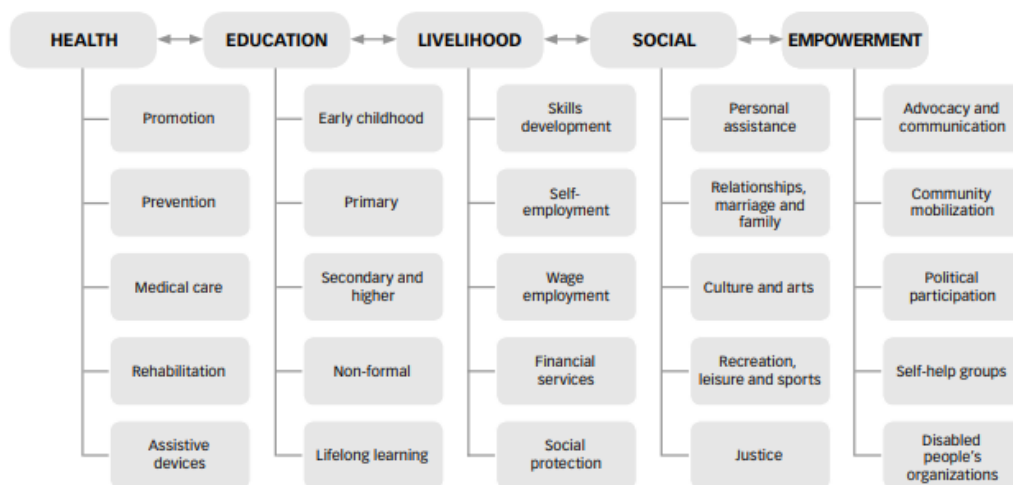 HEALTH
EDUCATION
LIVELIHOOD
SOCIAL
EMPOWERMENT
Promotion
Early childhood
Skills
development
Personal
assistance
Advocacy and
communication
Prevention
Primary
Self-
employment
Relationships,
marriage and
family
Community
mobilization
Medical care
Secondary and
higher
Wage
employment
Culture and arts
Political
participation
Rehabilitation
Non-formal
Financial
services
Recreation,
leisure and sports
Self-help groups
Assistive
devices
Lifelong learning
Social
protection
Justice
Disabled
people's
organizations